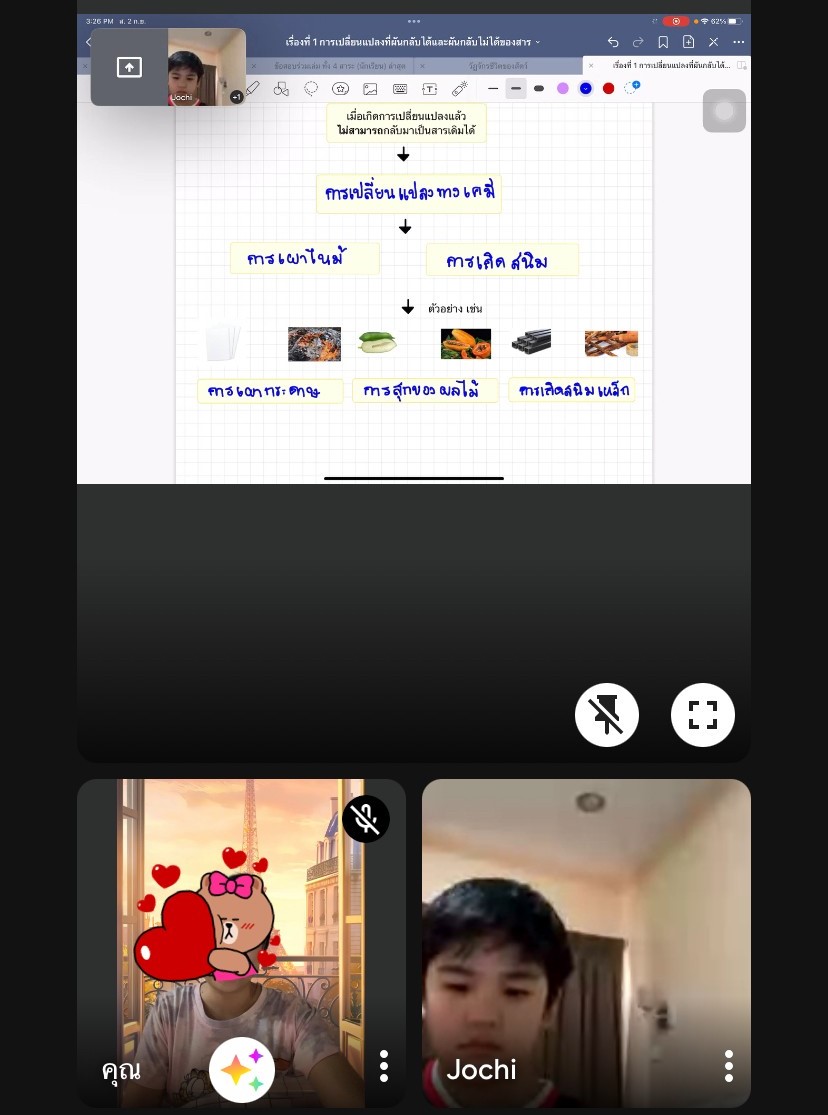 3:26 PM ส. 2 ก.ย.
62%
เรื่องที่ 1 การเปลี่ยนแปลงที่ผันกลับได้และผันกลับไม่ได้ของสาร
ข้อสอบรวมเล่ม ทั้ง 4 สาระ (นักเรียน) ล่าสุด
วัฏจักรชีวิตของสัตว์
เรื่องที่ 1 การเปลี่ยนแปลงที่ผันกลับได้...
Jochi
+1
เมื่อเกิดการเปลี่ยนแปลงแล้ว
ไม่สามารถกลับมาเป็นสารเดิมได้
การเปลี่ยนแปลงทางเคมี
การเผาไหม้
การเกิดสนิม
ตัวอย่าง เช่น
การเผากระดาษ
การสุกของผลไม้
การเกิดสนิมเหล็ก
คุณ
Jochi